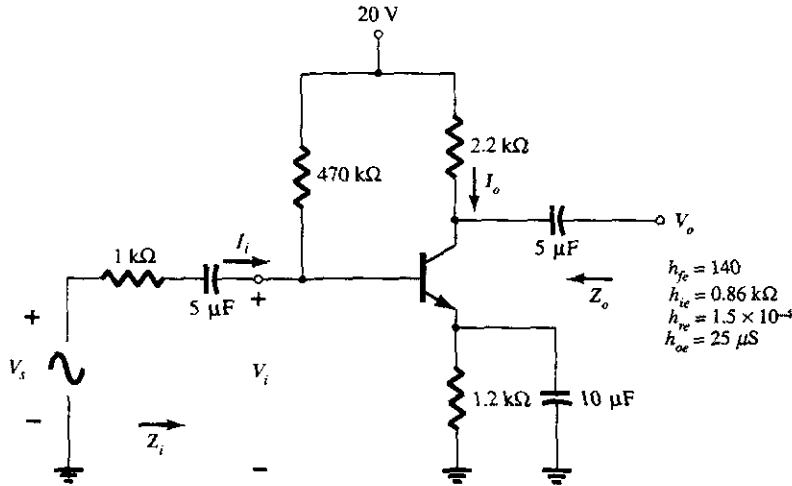 20 V
2.2 kΩ
470 kΩ
I_o
1 kΩ
I_i
5 μF
V_o
5 μF
+
h_fe = 140
h_ie = 0.86 kΩ
h_re = 1.5 × 10⁻⁴
h_oe = 25 μS
Z_o
+
V_s
V_i
1.2 kΩ
10 μF
−
Z_i
−